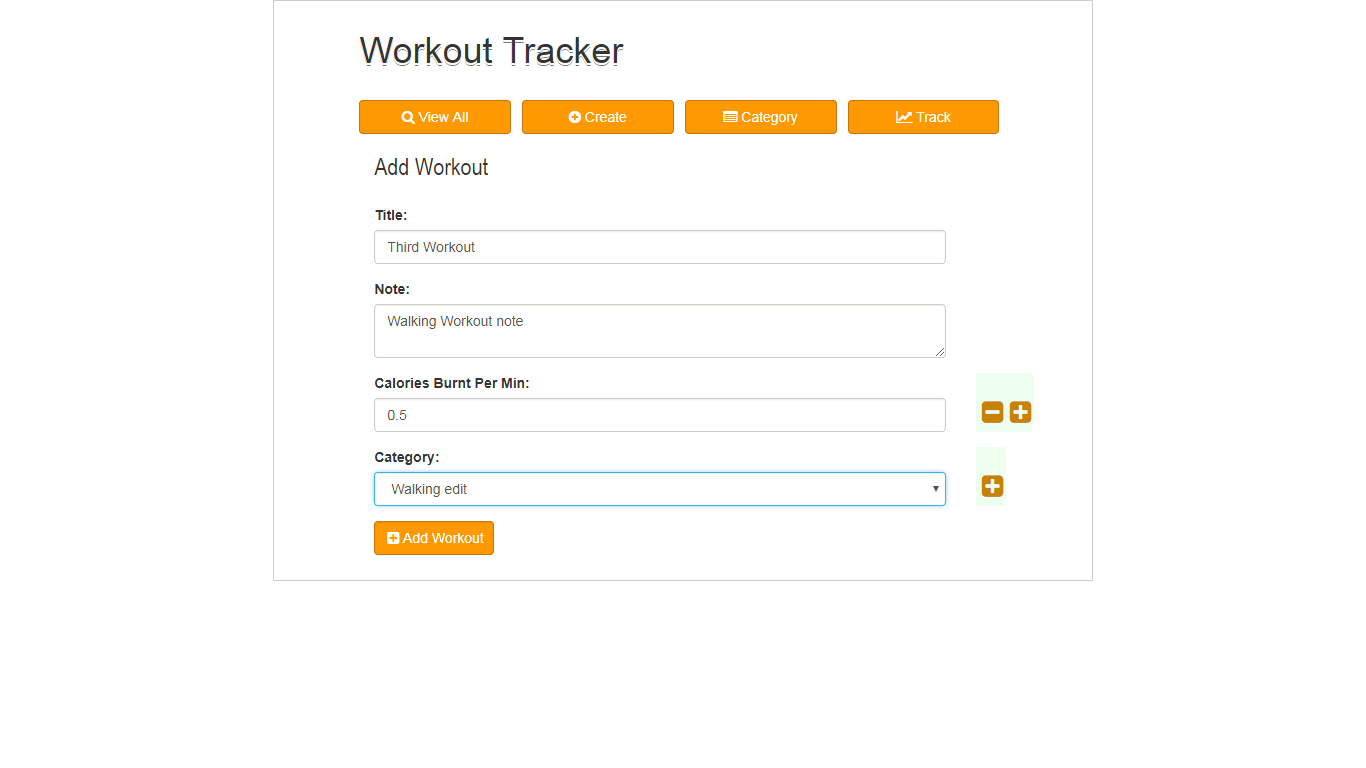 Workout Tracker
View All Create Category Track
Add Workout
Title:
Third Workout
Note:
Walking Workout note
Calories Burnt Per Min:
0.5
Category:
Walking edit
Add Workout